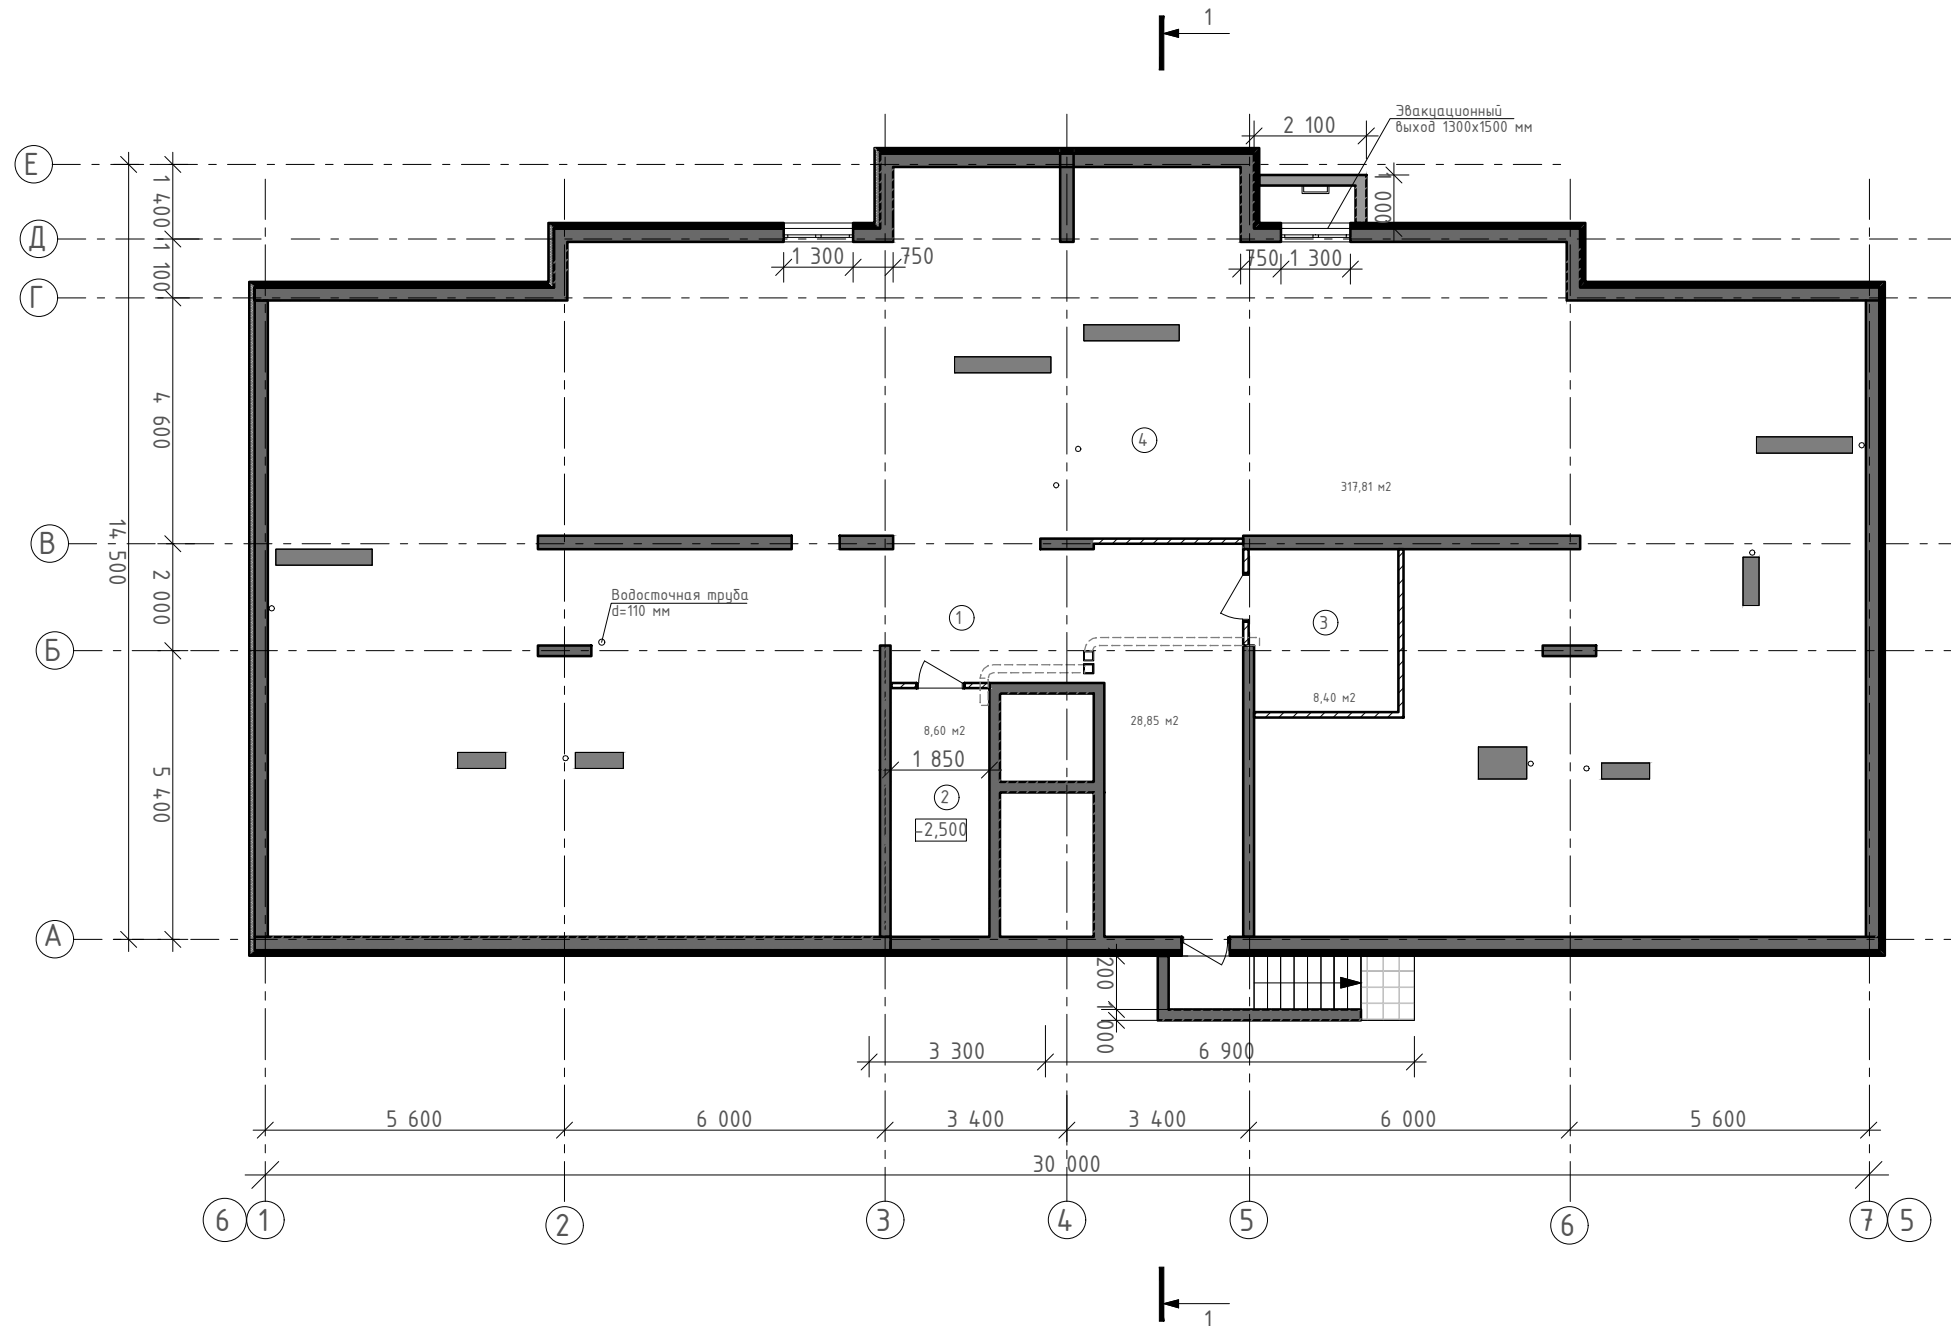 1
Эвакуационный
выход 1300х1500 мм
2 100
Е
1 400
1 000
Д
1 100
1 300
750
750
1 300
Г
4 600
4
317,81 м2
14 500
В
2 000
Водосточная труба
d=110 мм
1
3
Б
8,40 м2
28,85 м2
8,60 м2
1 850
5 400
2
-2,500
А
200
1 000
3 300
6 900
5 600
6 000
3 400
3 400
6 000
5 600
30 000
6
1
2
3
4
5
6
7
5
1